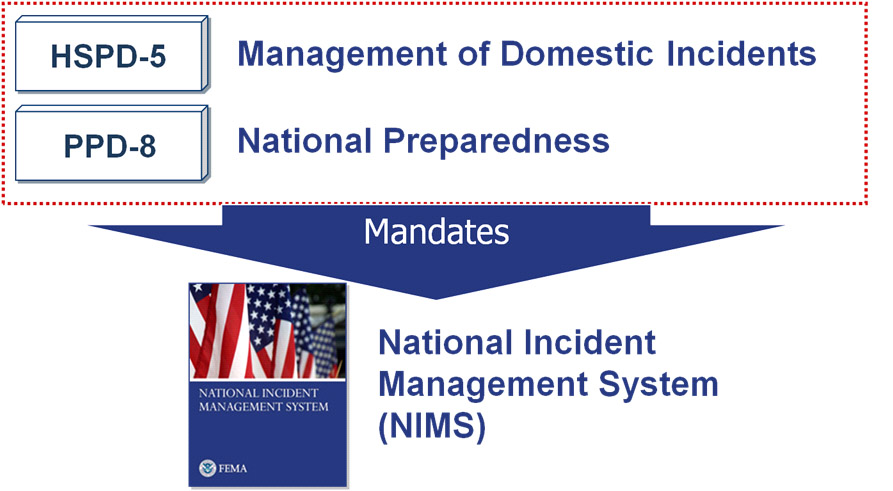 HSPD-5 Management of Domestic Incidents
PPD-8 National Preparedness
Mandates
NATIONAL INCIDENT
MANAGEMENT SYSTEM
FEMA
National Incident
Management System
(NIMS)